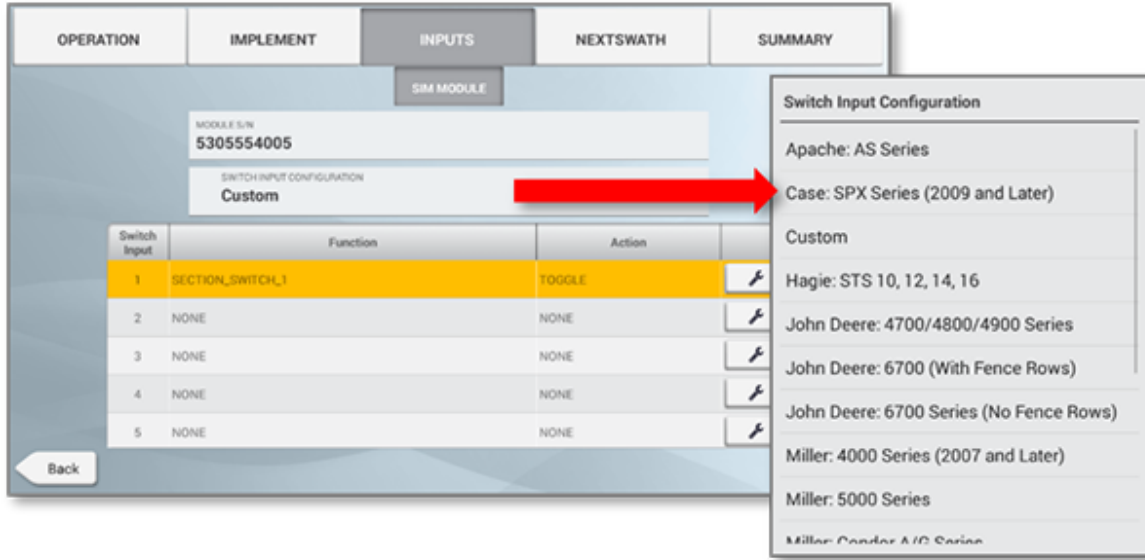 OPERATION IMPLEMENT INPUTS NEXTSWATH SUMMARY
SIM MODULE
MODULE S/N
5305554005
SWITCH INPUT CONFIGURATION
Custom
Switch Input Function Action
1 SECTION_SWITCH_1 TOGGLE
2 NONE NONE
3 NONE NONE
4 NONE NONE
5 NONE NONE
Back
Switch Input Configuration
Apache: AS Series
Case: SPX Series (2009 and Later)
Custom
Hagie: STS 10, 12, 14, 16
John Deere: 4700/4800/4900 Series
John Deere: 6700 (With Fence Rows)
John Deere: 6700 Series (No Fence Rows)
Miller: 4000 Series (2007 and Later)
Miller: 5000 Series
Miller: Condor A/G Series